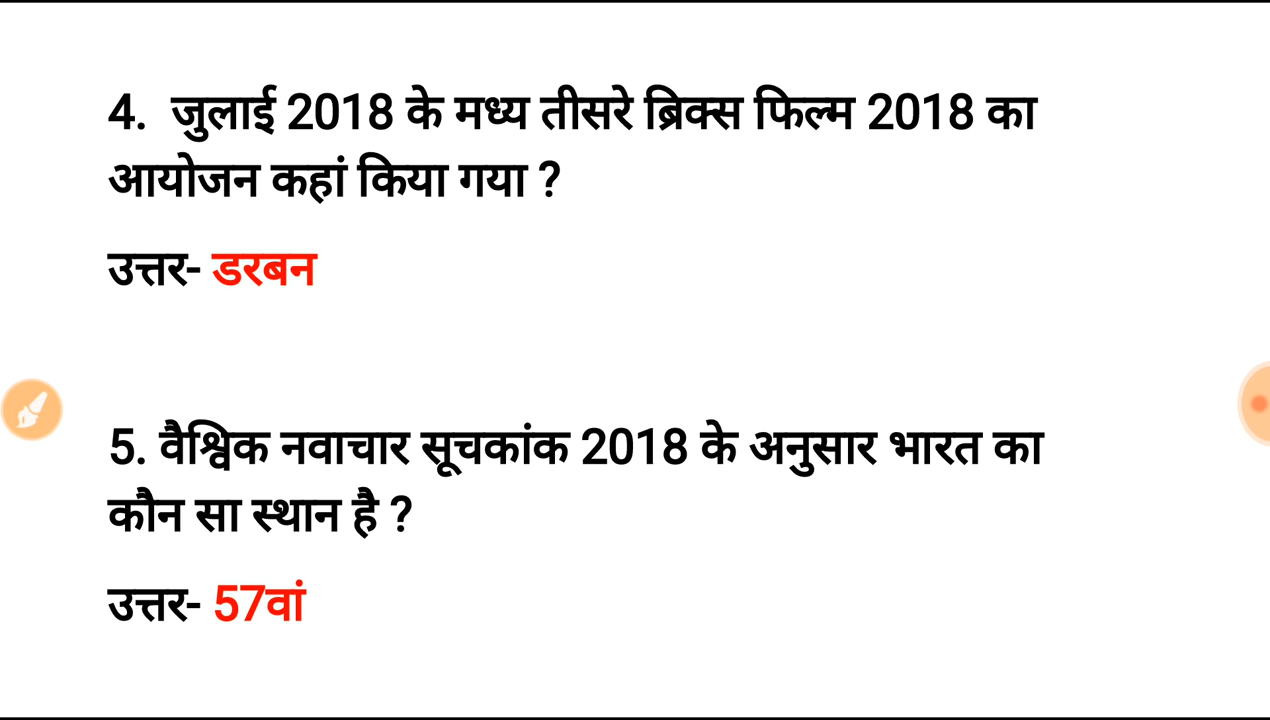 4. जुलाई 2018 के मध्य तीसरे ब्रिक्स फिल्म 2018 का
आयोजन कहां किया गया ?
उत्तर- डरबन
5. वैश्विक नवाचार सूचकांक 2018 के अनुसार भारत का
कौन सा स्थान है ?
उत्तर- 57वां